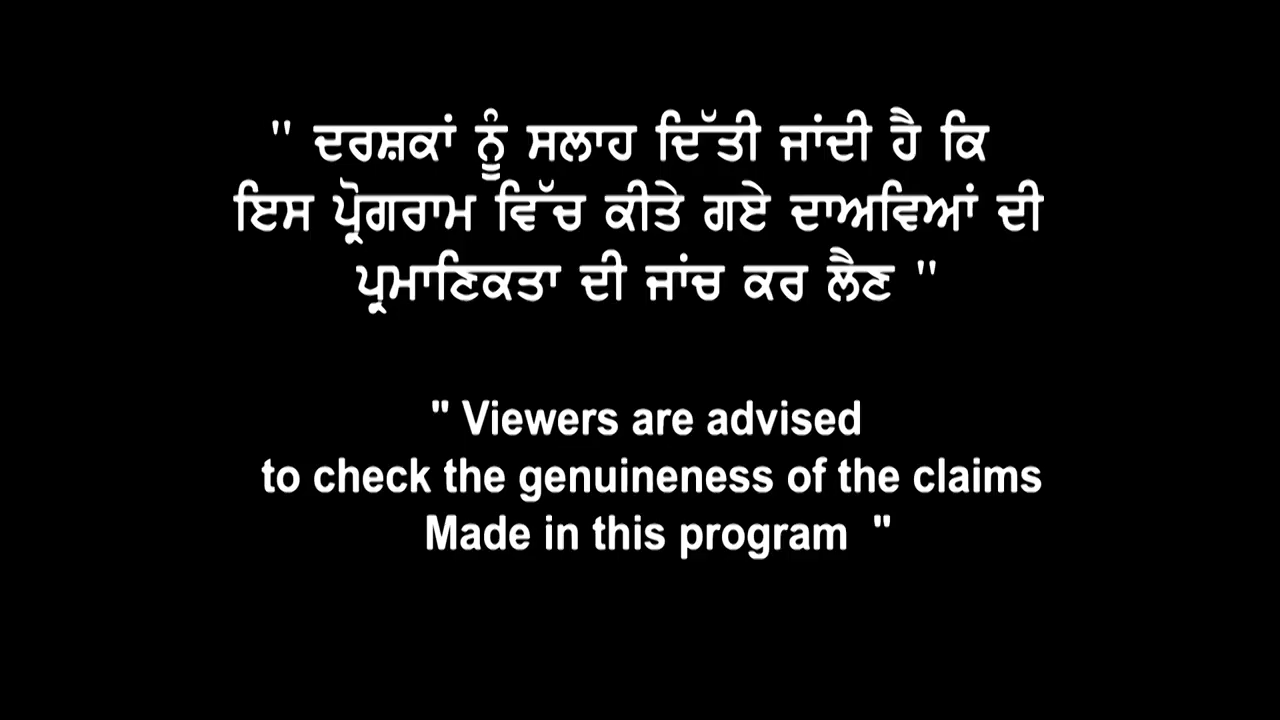 " ਦਰਸ਼ਕਾਂ ਨੂੰ ਸਲਾਹ ਦਿੱਤੀ ਜਾਂਦੀ ਹੈ ਕਿ
ਇਸ ਪ੍ਰੋਗਰਾਮ ਵਿੱਚ ਕੀਤੇ ਗਏ ਦਾਅਵਿਆਂ ਦੀ
ਪ੍ਰਮਾਣਿਕਤਾ ਦੀ ਜਾਂਚ ਕਰ ਲੈਣ "
" Viewers are advised
to check the genuineness of the claims
Made in this program "